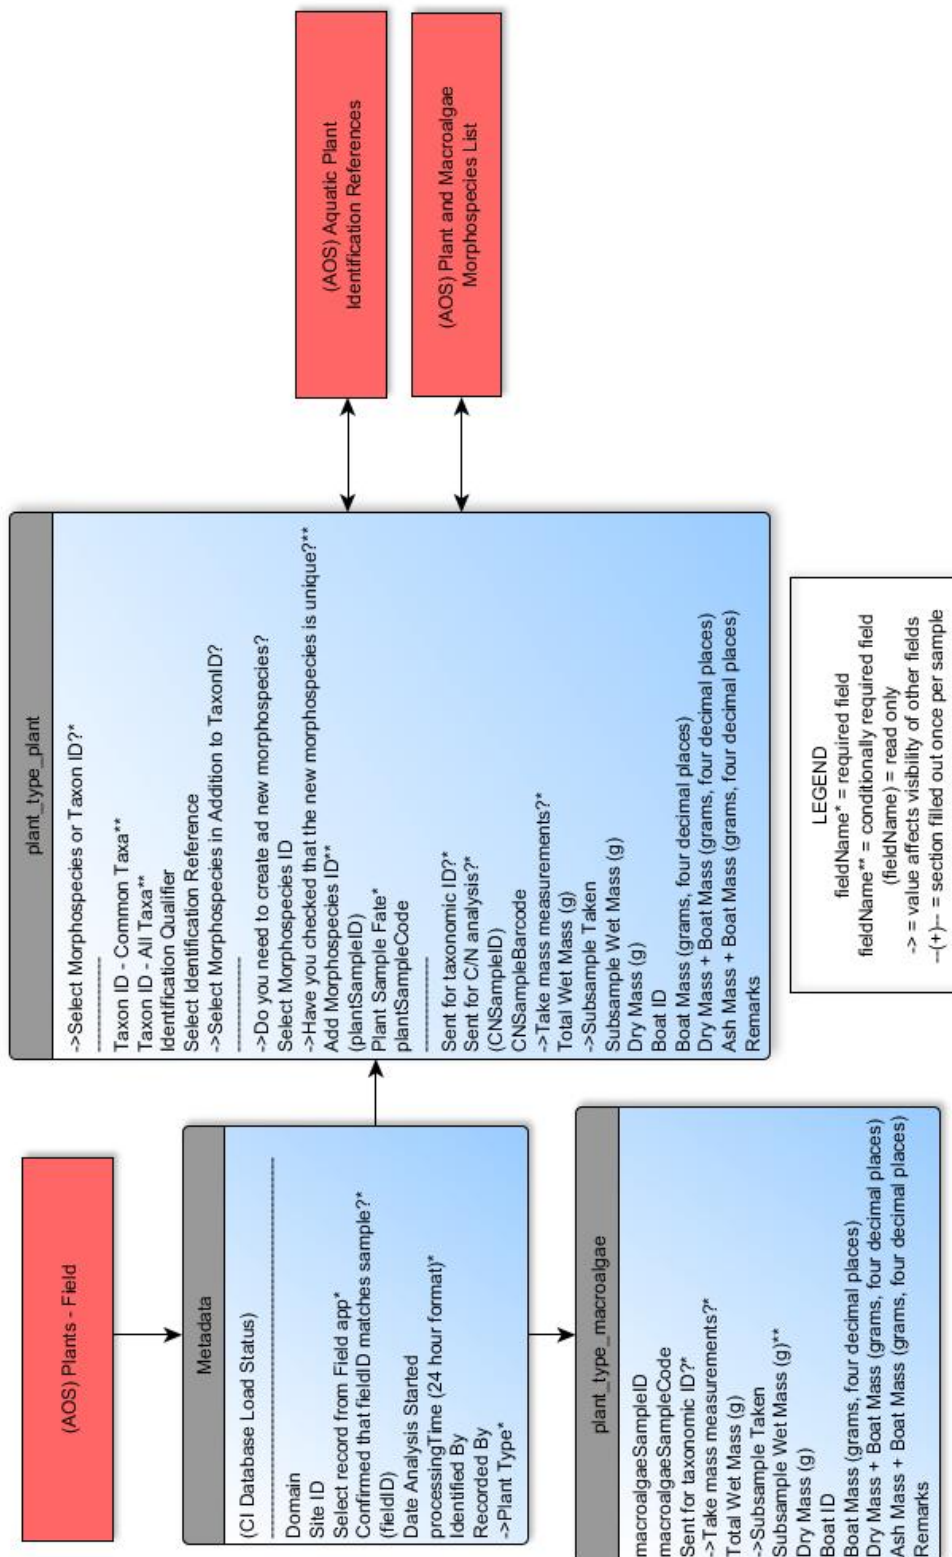 (AOS) Plants - Field
Metadata
(CI Database Load Status)
Domain
Site ID
Select record from Field app*
Confirmed that fieldID matches sample?*
(fieldID)
Date Analysis Started
processingTime (24 hour format)*
Identified By
Recorded By
->Plant Type*
plant_type_macroalgae
macroalgaeSampleID
macroalgaeSampleCode
Sent for taxonomic ID?*
->Take mass measurements?*
Total Wet Mass (g)
->Subsample Taken
Subsample Wet Mass (g)**
Dry Mass (g)
Boat ID
Boat Mass (grams, four decimal places)
Dry Mass + Boat Mass (grams, four decimal places)
Ash Mass + Boat Mass (grams, four decimal places)
Remarks
plant_type_plant
->Select Morphospecies or Taxon ID?*
Taxon ID - Common Taxa**
Taxon ID - All Taxa**
Identification Qualifier
Select Identification Reference
->Select Morphospecies in Addition to TaxonID?
->Do you need to create ad new morphospecies?
Select Morphospecies ID
->Have you checked that the new morphospecies is unique?**
Add Morphospecies ID**
(plantSampleID)
Plant Sample Fate*
plantSampleCode
Sent for taxonomic ID?*
Sent for C/N analysis?*
(CNSampleID)
CNSampleBarcode
->Take mass measurements?*
Total Wet Mass (g)
->Subsample Taken
Subsample Wet Mass (g)
Dry Mass (g)
Boat ID
Boat Mass (grams, four decimal places)
Dry Mass + Boat Mass (grams, four decimal places)
Ash Mass + Boat Mass (grams, four decimal places)
Remarks
(AOS) Aquatic Plant
Identification References
(AOS) Plant and Macroalgae
Morphospecies List
LEGEND
fieldName* = required field
fieldName** = conditionally required field
(fieldName) = read only
-> = value affects visibility of other fields
--(+)-- = section filled out once per sample